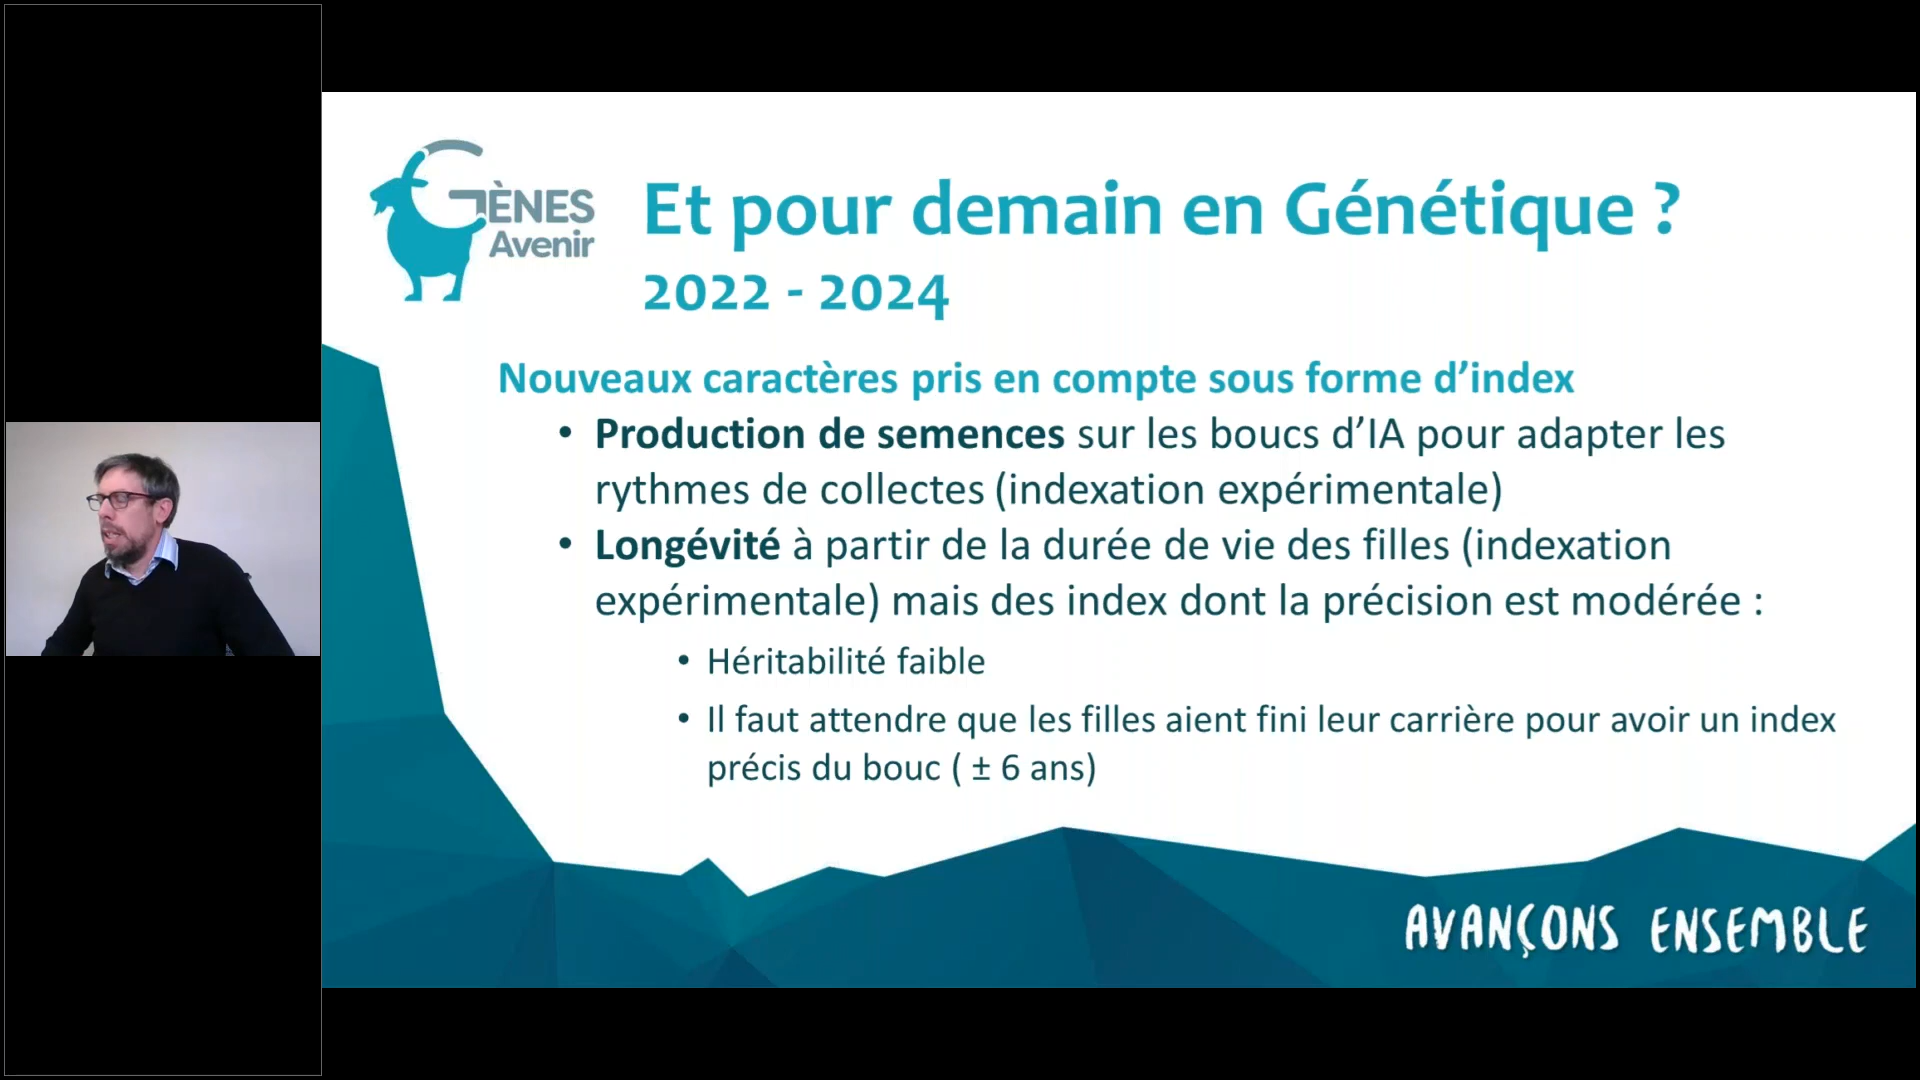 GÈNES
Avenir
Et pour demain en Génétique ?
2022 - 2024
Nouveaux caractères pris en compte sous forme d’index
• Production de semences sur les boucs d’IA pour adapter les
rythmes de collectes (indexation expérimentale)
• Longévité à partir de la durée de vie des filles (indexation
expérimentale) mais des index dont la précision est modérée :
• Héritabilité faible
• Il faut attendre que les filles aient fini leur carrière pour avoir un index
précis du bouc ( ± 6 ans)
AVANÇONS ENSEMBLE